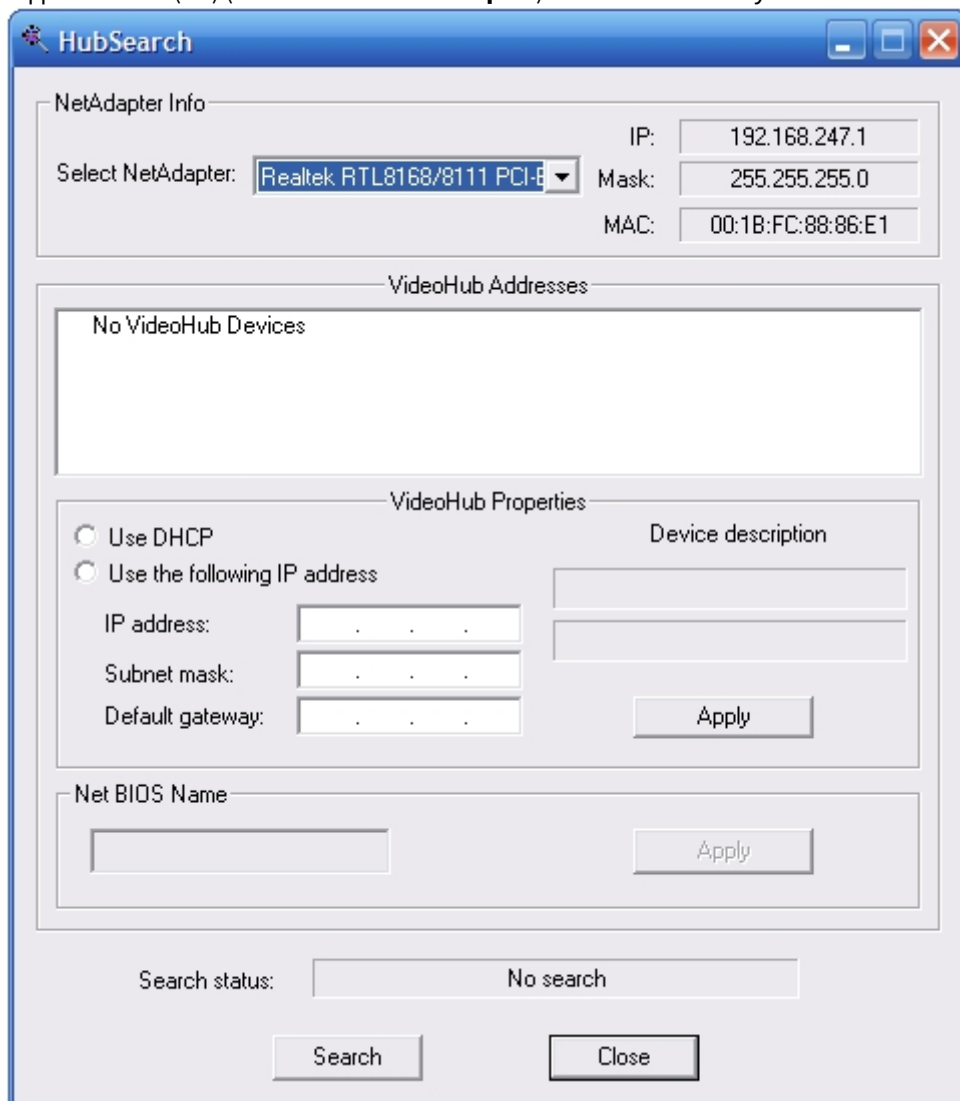 HubSearch
NetAdapter Info
IP: 192.168.247.1
Select NetAdapter: Realtek RTL8168/8111 PCI-E
Mask: 255.255.255.0
MAC: 00:1B:FC:88:86:E1
VideoHub Addresses
No VideoHub Devices
VideoHub Properties
Use DHCP
Device description
Use the following IP address
IP address: . . .
Subnet mask: . . .
Default gateway: . . .
Apply
Net BIOS Name
Apply
Search status: No search
Search Close